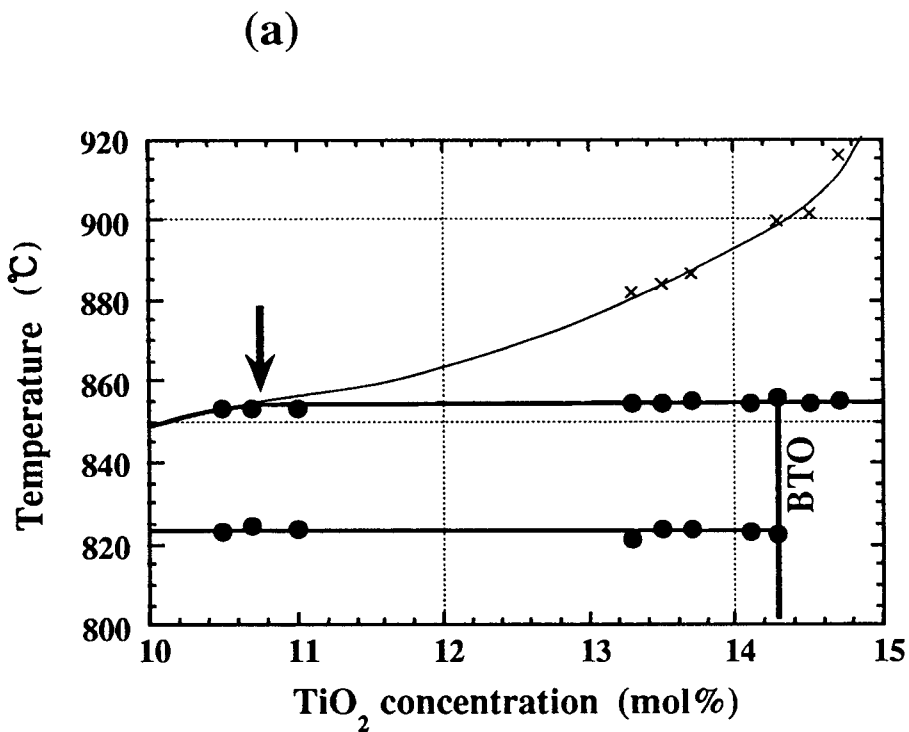 (a)
920
900
880
860
840
820
800
Temperature (℃)
BTO
10 11 12 13 14 15
TiO₂ concentration (mol%)